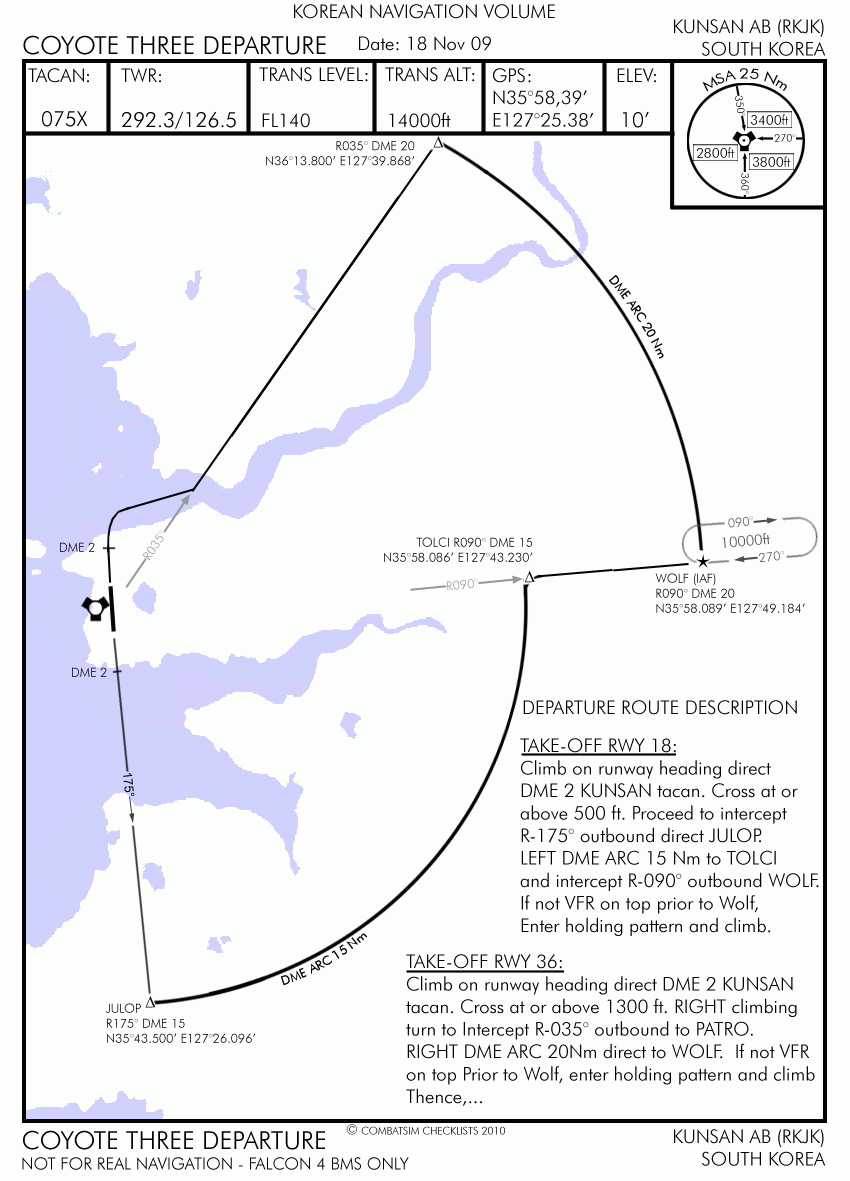 KOREAN NAVIGATION VOLUME
COYOTE THREE DEPARTURE
Date: 18 Nov 09
KUNSAN AB (RKJK)
SOUTH KOREA
TACAN:
075X
TWR:
292.3/126.5
TRANS LEVEL:
FL140
TRANS ALT:
14000ft
GPS:
N35°58,39’
E127°25.38’
ELEV:
10’
MSA 25 Nm
350°
3400ft
270°
2800ft
3800ft
360°
R035° DME 20
N36°13.800’ E127°39.868’
DME ARC 20 Nm
DME 2
R035°
TOLCI R090° DME 15
N35°58.086’ E127°43.230’
R090°
090°
10000ft
270°
WOLF (IAF)
R090° DME 20
N35°58.089’ E127°49.184’
DME 2
175°
DEPARTURE ROUTE DESCRIPTION
TAKE-OFF RWY 18:
Climb on runway heading direct
DME 2 KUNSAN tacan. Cross at or
above 500 ft. Proceed to intercept
R-175° outbound direct JULOP.
LEFT DME ARC 15 Nm to TOLCI
and intercept R-090° outbound WOLF.
If not VFR on top prior to Wolf,
Enter holding pattern and climb.
DME ARC 15 Nm
JULOP
R175° DME 15
N35°43.500’ E127°26.096’
TAKE-OFF RWY 36:
Climb on runway heading direct DME 2 KUNSAN
tacan. Cross at or above 1300 ft. RIGHT climbing
turn to Intercept R-035° outbound to PATRO.
RIGHT DME ARC 20Nm direct to WOLF. If not VFR
on top Prior to Wolf, enter holding pattern and climb
Thence,...
COYOTE THREE DEPARTURE
NOT FOR REAL NAVIGATION - FALCON 4 BMS ONLY
© COMBATSIM CHECKLISTS 2010
KUNSAN AB (RKJK)
SOUTH KOREA